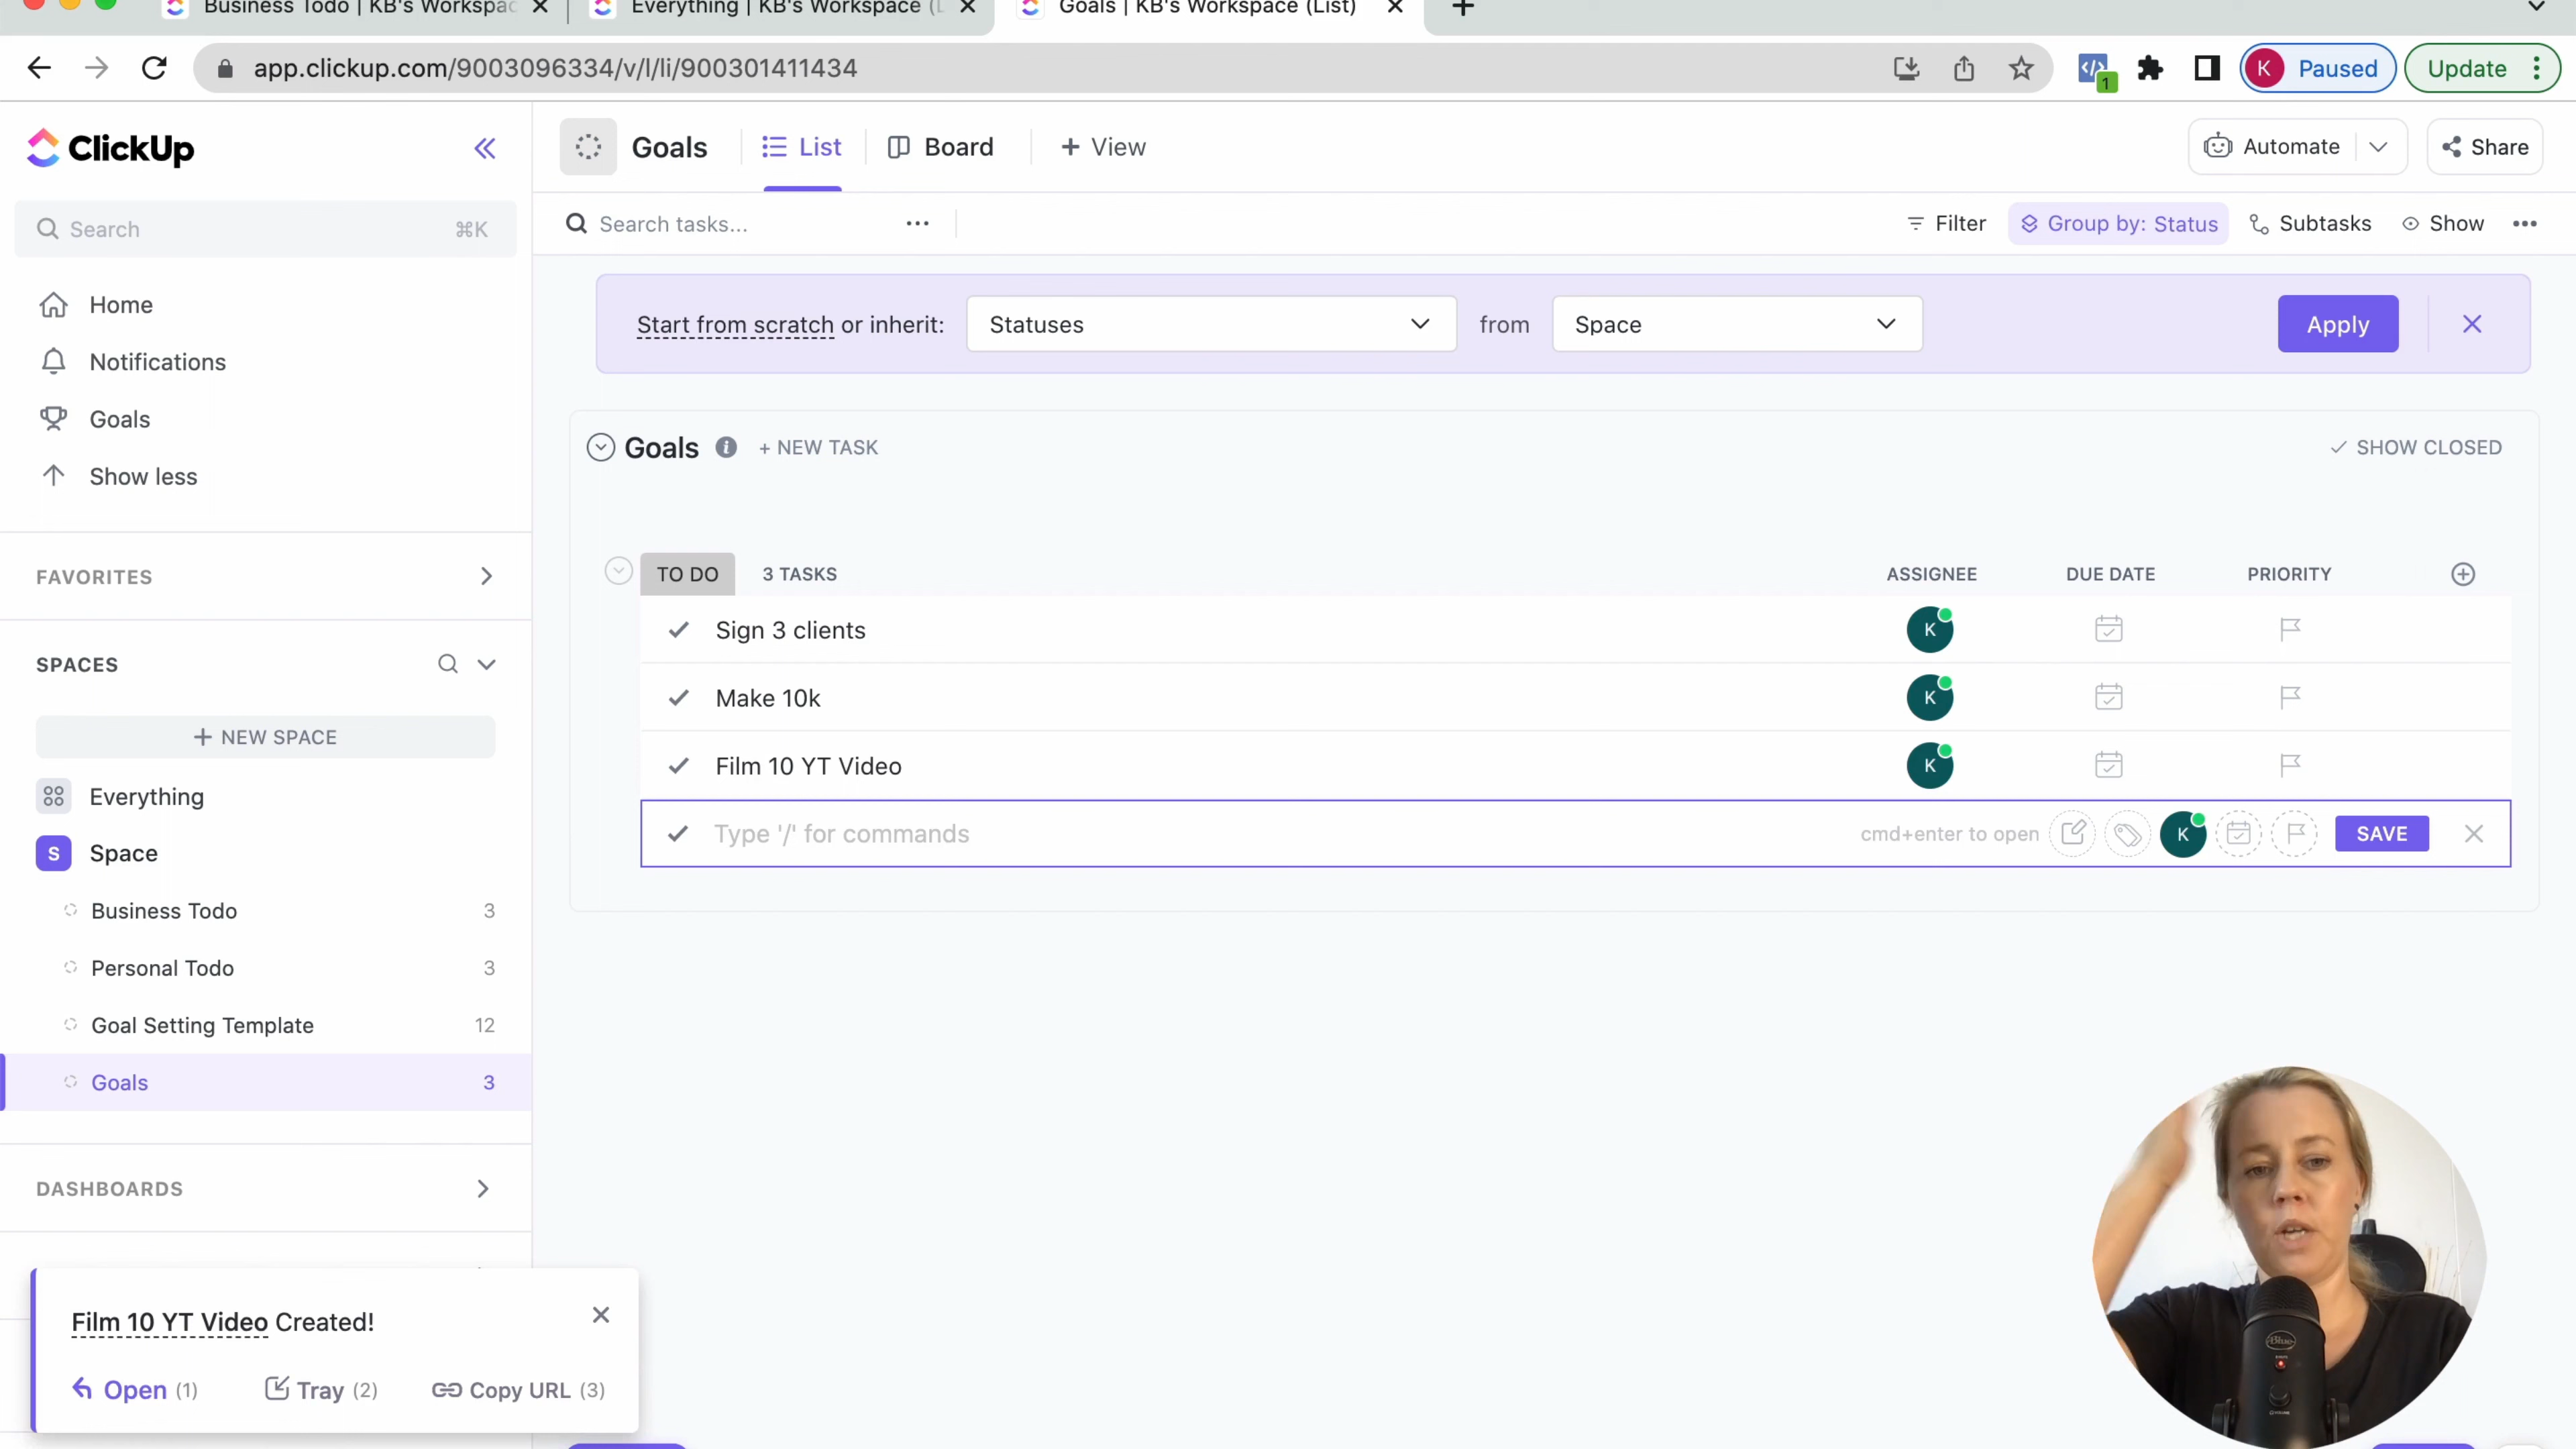 Business Todo | KB's Workspac
Everything | KB's Workspace (L
Goals | KB's Workspace (List)
app.clickup.com/9003096334/v/l/li/900301411434
1
K Paused
Update
ClickUp
Goals
List
Board
+ View
Automate
Share
Search ⌘K
Search tasks...
Filter
Group by: Status
Subtasks
Show
Home
Notifications
Goals
Show less
Start from scratch or inherit:
Statuses
from
Space
Apply
Goals
+ NEW TASK
SHOW CLOSED
FAVORITES
TO DO
3 TASKS
ASSIGNEE
DUE DATE
PRIORITY
Sign 3 clients
K
Make 10k
K
Film 10 YT Video
K
Type '/' for commands
cmd+enter to open
K
SAVE
SPACES
+ NEW SPACE
Everything
S Space
Business Todo 3
Personal Todo 3
Goal Setting Template 12
Goals 3
DASHBOARDS
Film 10 YT Video Created!
Open (1)
Tray (2)
Copy URL (3)
Blue